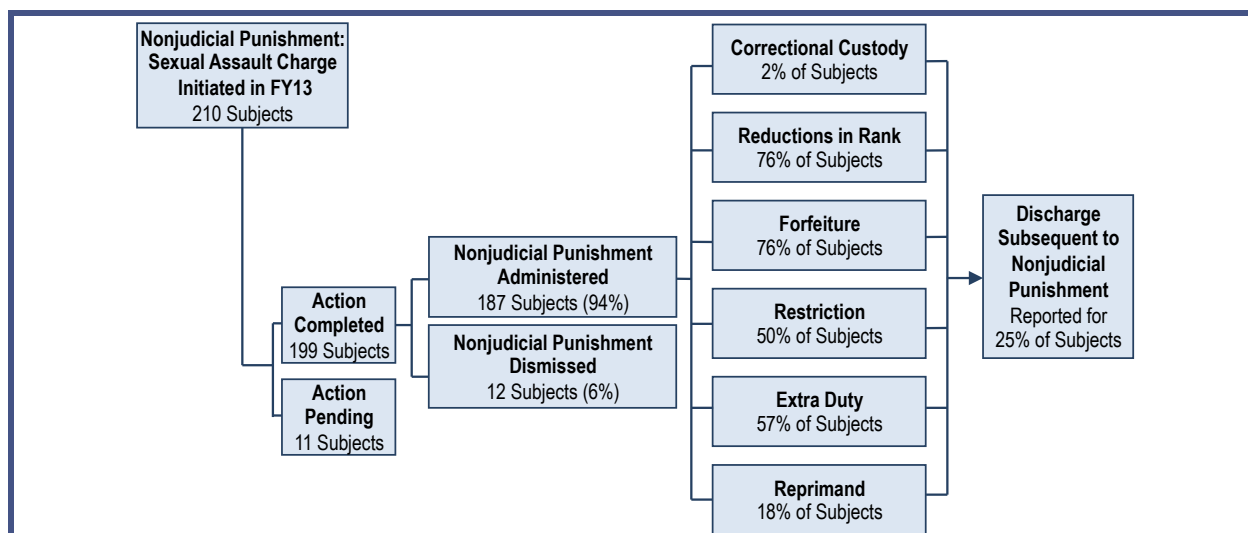 Nonjudicial Punishment:
Sexual Assault Charge
Initiated in FY13
210 Subjects
Action
Completed
199 Subjects
Action
Pending
11 Subjects
Nonjudicial Punishment
Administered
187 Subjects (94%)
Nonjudicial Punishment
Dismissed
12 Subjects (6%)
Correctional Custody
2% of Subjects
Reductions in Rank
76% of Subjects
Forfeiture
76% of Subjects
Restriction
50% of Subjects
Extra Duty
57% of Subjects
Reprimand
18% of Subjects
Discharge
Subsequent to
Nonjudicial
Punishment
Reported for
25% of Subjects